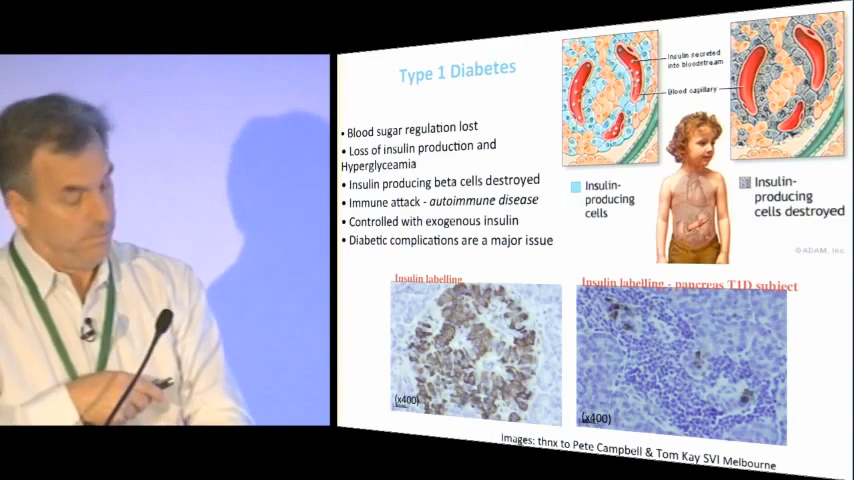 Type 1 Diabetes
• Blood sugar regulation lost
• Loss of insulin production and
Hyperglyceamia
• Insulin producing beta cells destroyed
• Immune attack - autoimmune disease
• Controlled with exogenous insulin
• Diabetic complications are a major issue
Insulin secreted
into bloodstream
Blood capillary
Insulin-
producing
cells
Insulin-
producing
cells destroyed
©ADAM, Inc.
Insulin labelling
(x400)
Insulin labelling - pancreas T1D subject
(x400)
Images: thnx to Pete Campbell & Tom Kay SVI Melbourne